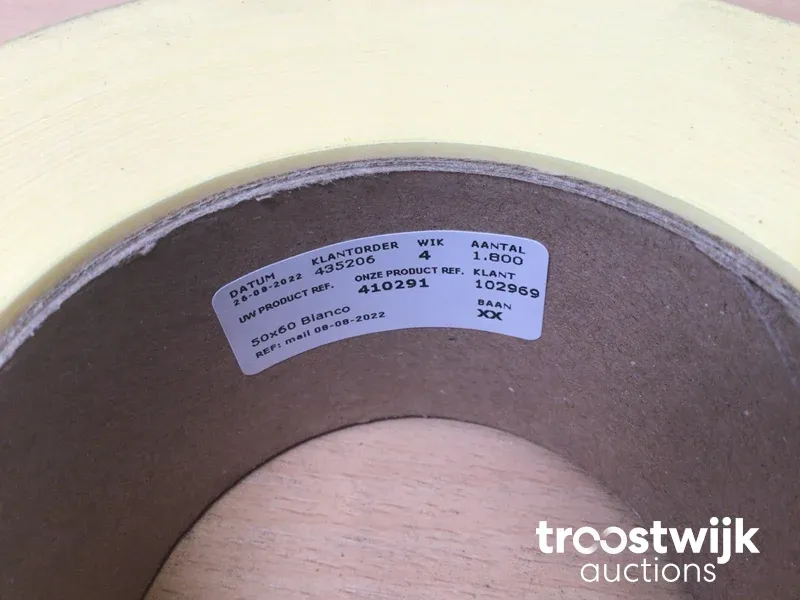 DATUM KLANTORDER WIK AANTAL
26-08-2022 435206 4 1.800
UW PRODUCT REF. ONZE PRODUCT REF. KLANT
410291 102969
50x60 Blanco BAAN
REF: mail 08-08-2022 XX
troostwijk
auctions